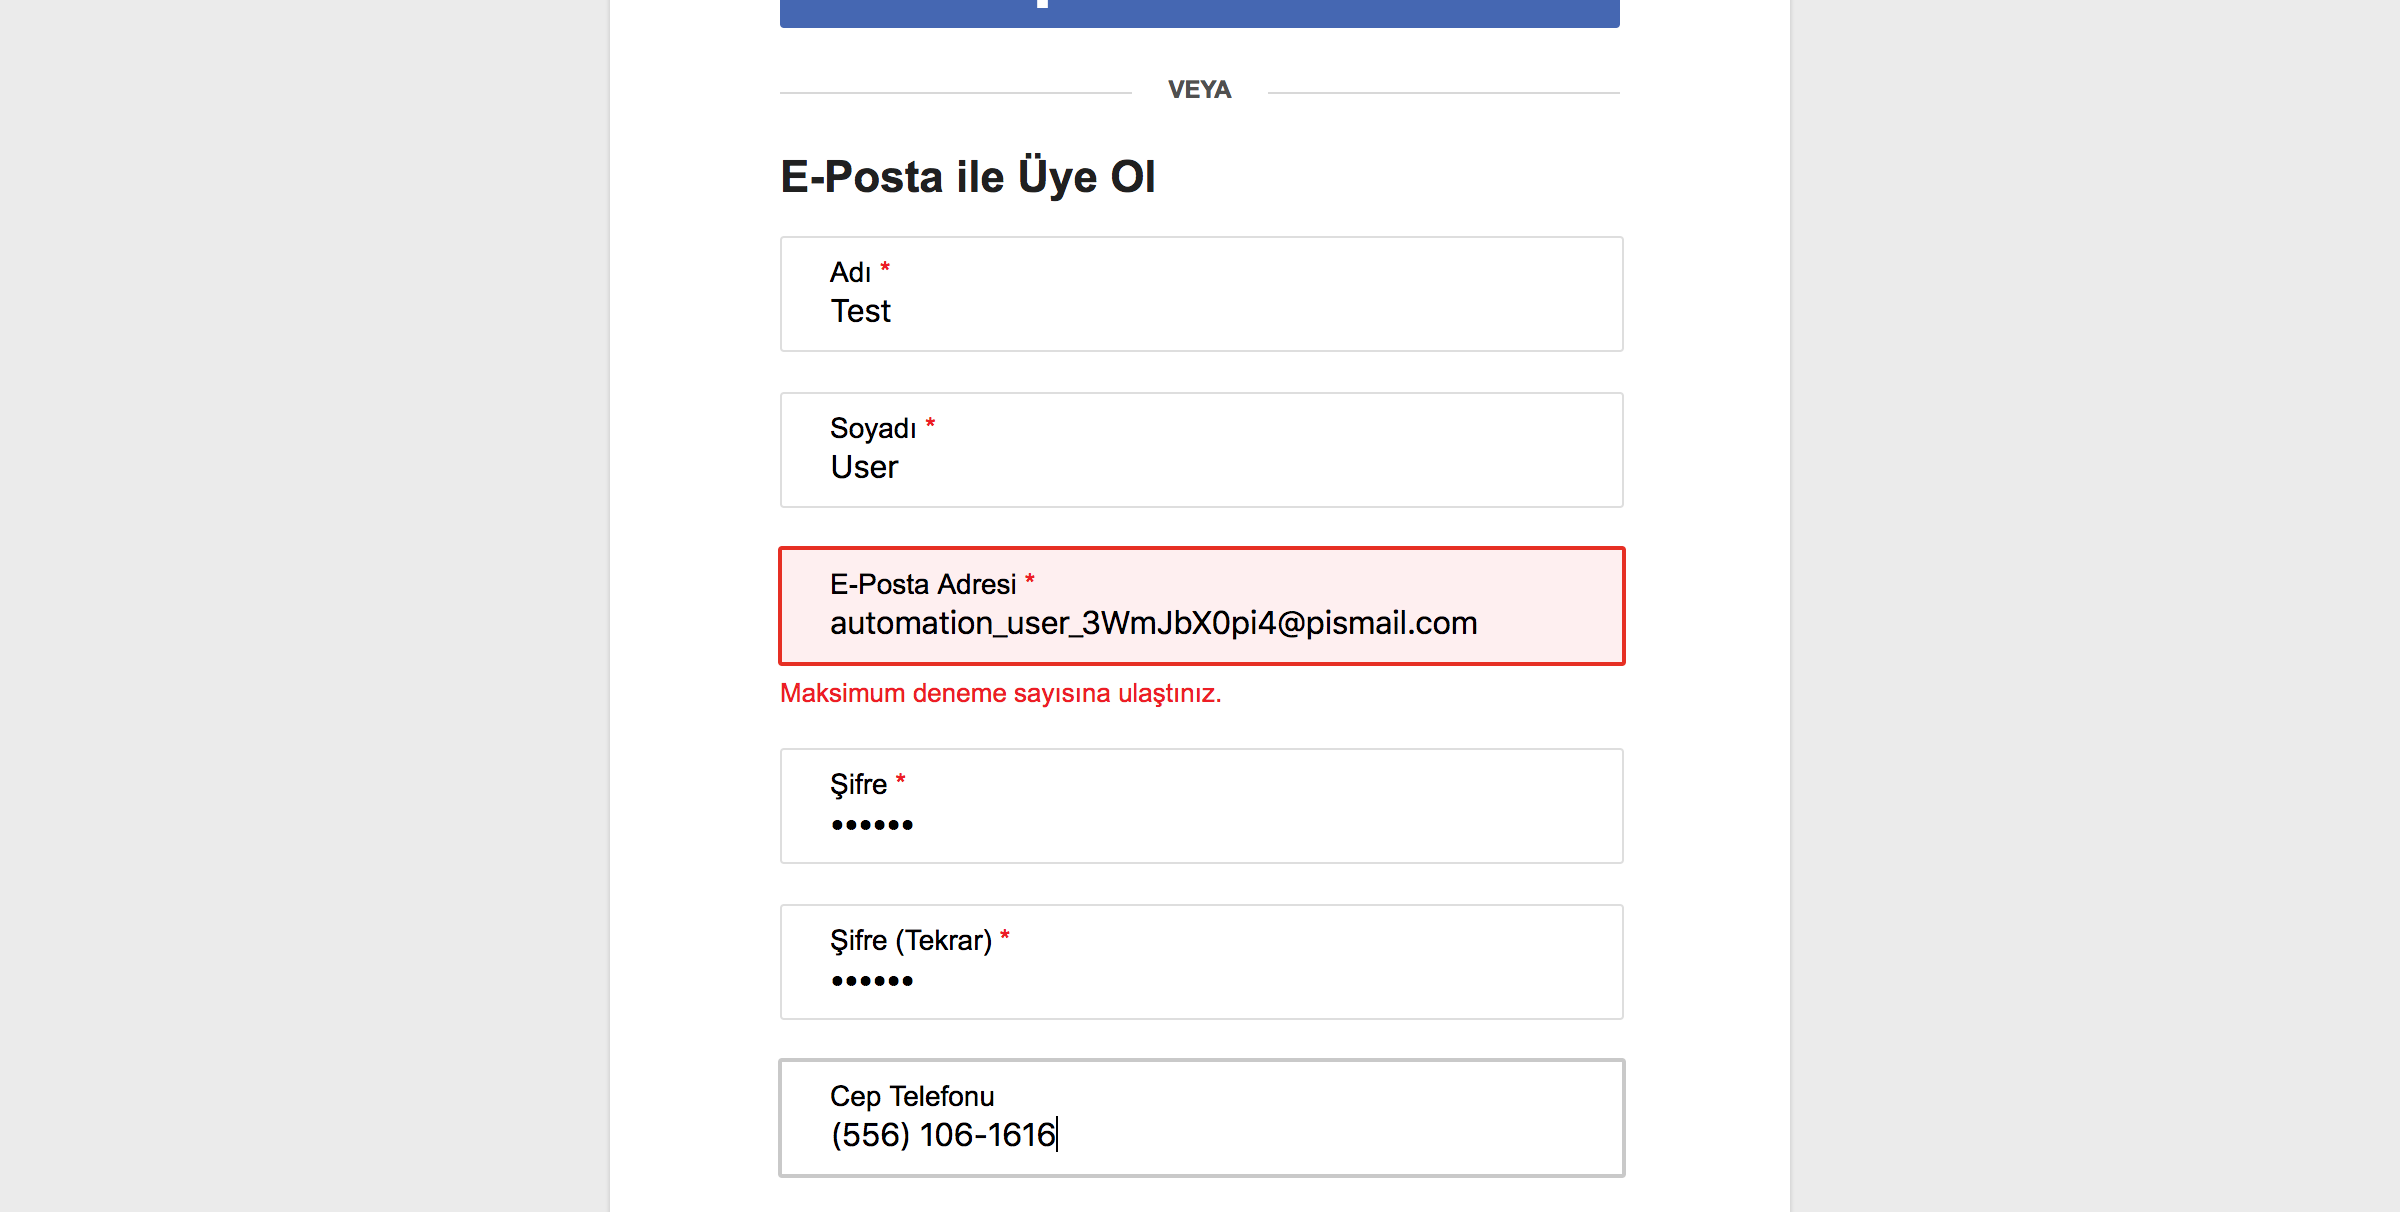 VEYA
E-Posta ile Üye Ol
Adı *
Test
Soyadı *
User
E-Posta Adresi *
automation_user_3WmJbX0pi4@pismail.com
Maksimum deneme sayısına ulaştınız.
Şifre *
••••••
Şifre (Tekrar) *
••••••
Cep Telefonu
(556) 106-1616